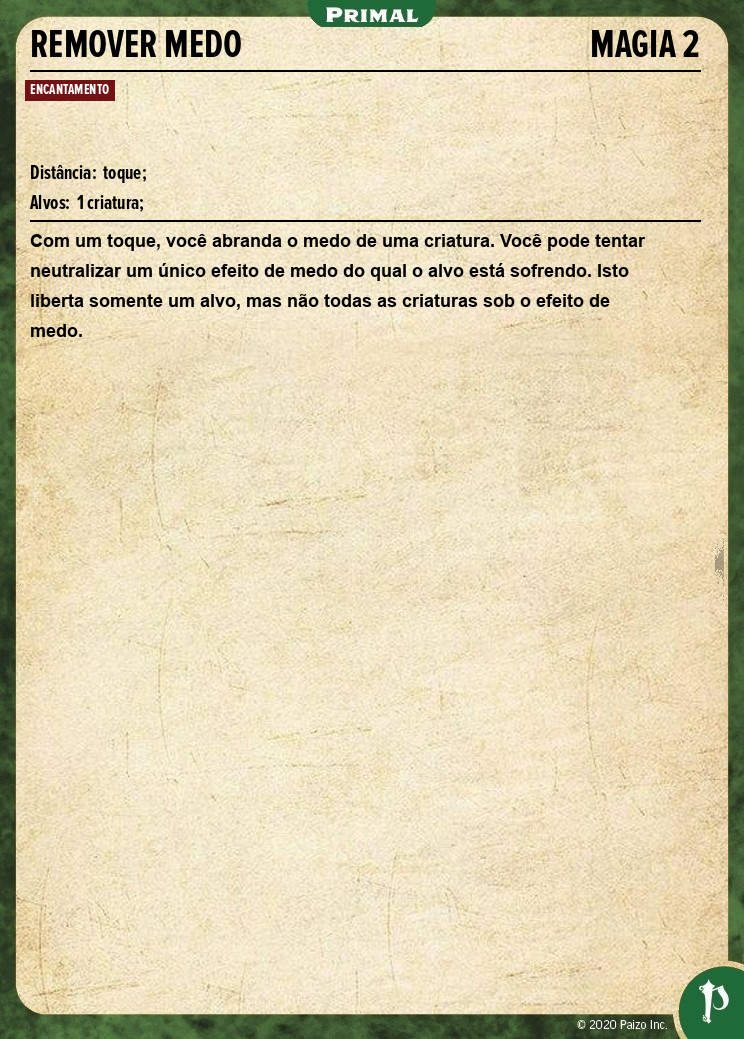 PRIMAL
REMOVER MEDO MAGIA 2
ENCANTAMENTO
Distância: toque;
Alvos: 1 criatura;
Com um toque, você abranda o medo de uma criatura. Você pode tentar
neutralizar um único efeito de medo do qual o alvo está sofrendo. Isto
liberta somente um alvo, mas não todas as criaturas sob o efeito de
medo.
© 2020 Paizo Inc.